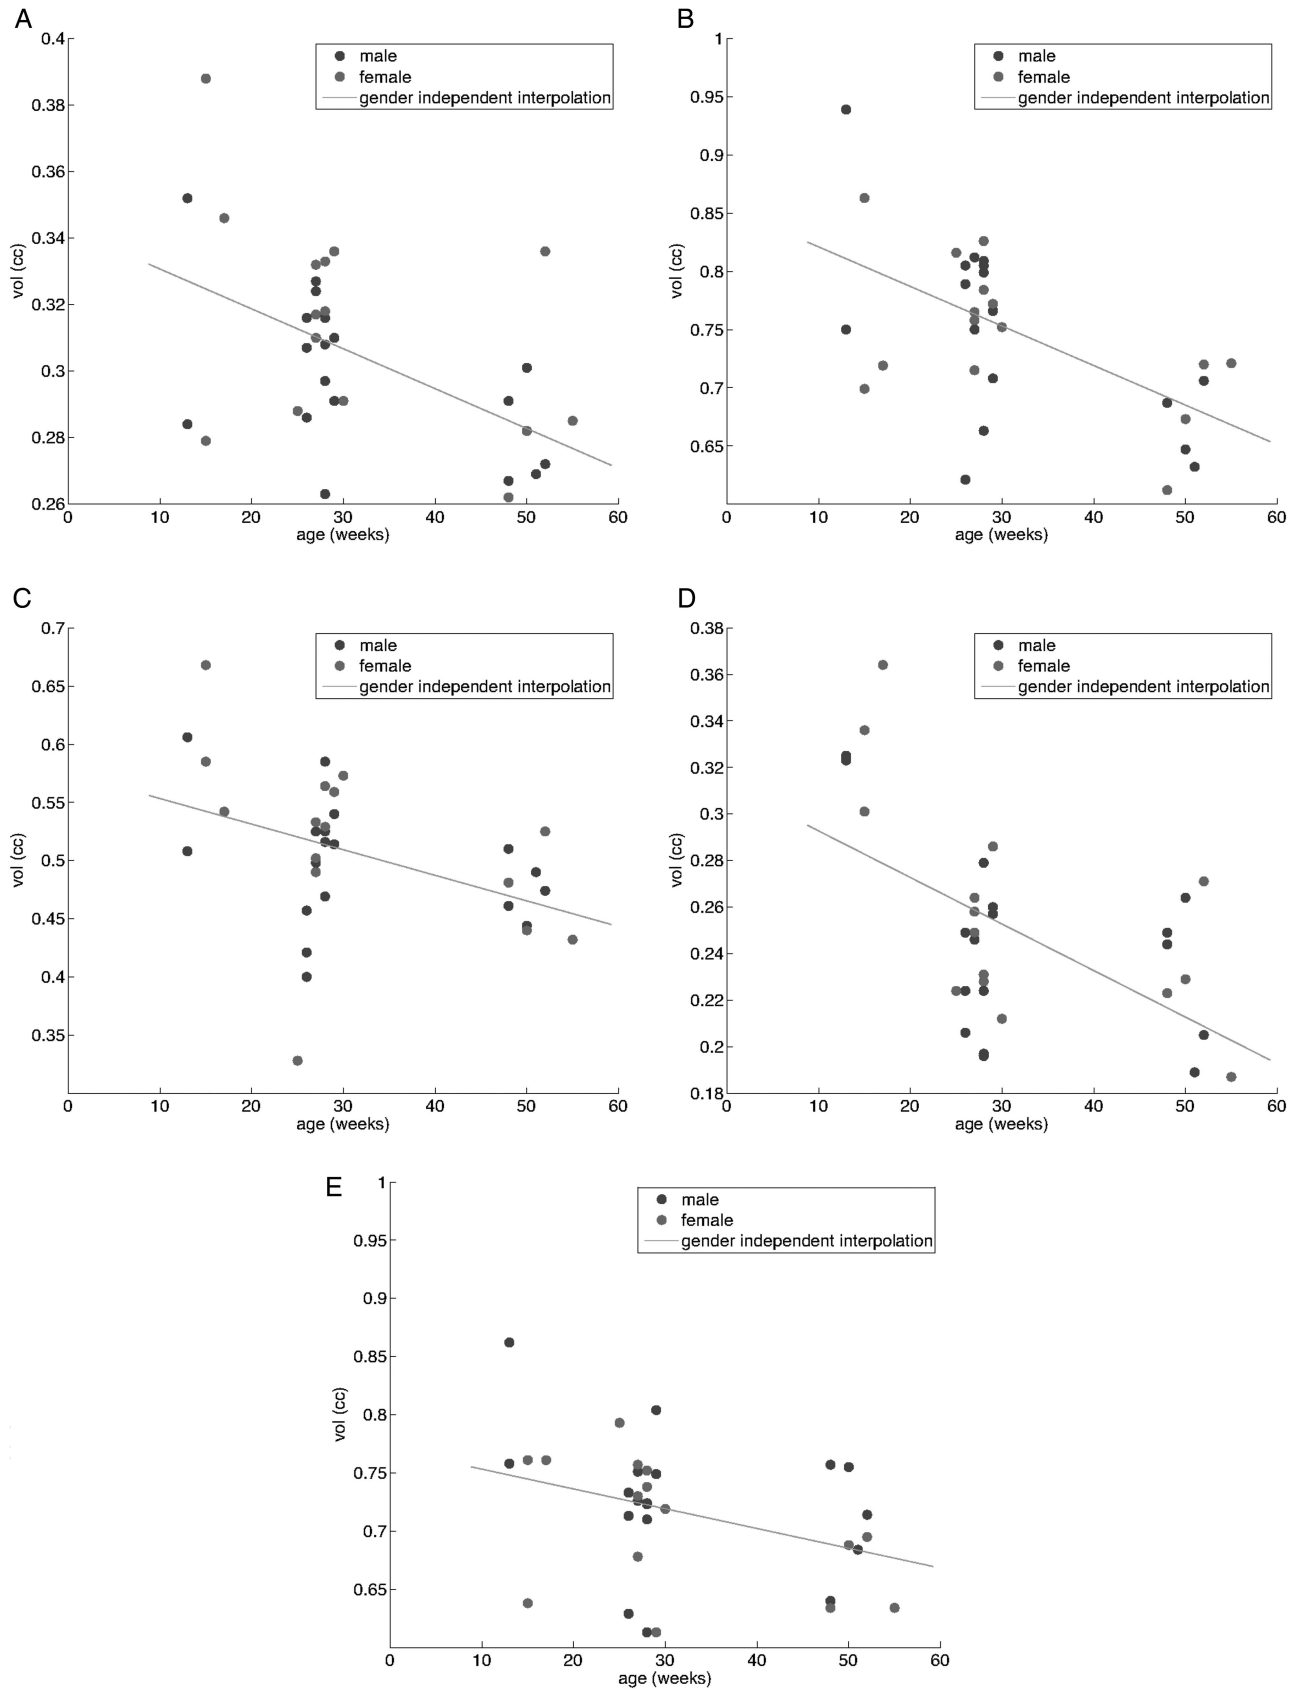 A
0.4
0.38
0.36
0.34
0.32
0.3
0.28
0.26
vol (cc)
0 10 20 30 40 50 60
age (weeks)
male
female
gender independent interpolation
B
1
0.95
0.9
0.85
0.8
0.75
0.7
0.65
vol (cc)
0 10 20 30 40 50 60
age (weeks)
male
female
gender independent interpolation
C
0.7
0.65
0.6
0.55
0.5
0.45
0.4
0.35
vol (cc)
0 10 20 30 40 50 60
age (weeks)
male
female
gender independent interpolation
D
0.38
0.36
0.34
0.32
0.3
0.28
0.26
0.24
0.22
0.2
0.18
vol (cc)
0 10 20 30 40 50 60
age (weeks)
male
female
gender independent interpolation
E
1
0.95
0.9
0.85
0.8
0.75
0.7
0.65
vol (cc)
0 10 20 30 40 50 60
age (weeks)
male
female
gender independent interpolation